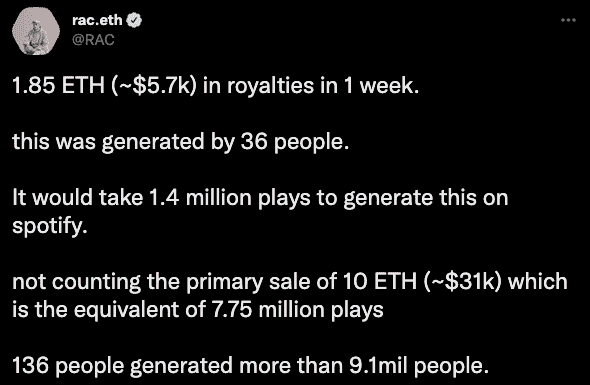 rac.eth
@RAC
1.85 ETH (~$5.7k) in royalties in 1 week.
this was generated by 36 people.
It would take 1.4 million plays to generate this on
spotify.
not counting the primary sale of 10 ETH (~$31k) which
is the equivalent of 7.75 million plays
136 people generated more than 9.1mil people.